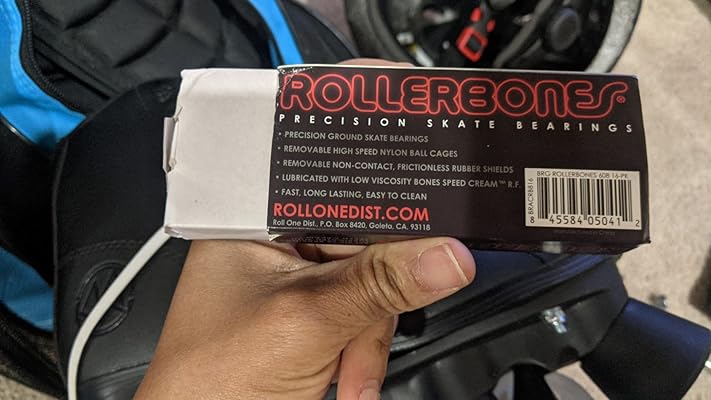 ROLLERBONES®
PRECISION SKATE BEARINGS
• PRECISION GROUND SKATE BEARINGS
• REMOVABLE HIGH SPEED NYLON BALL CAGES
• REMOVABLE NON-CONTACT, FRICTIONLESS RUBBER SHIELDS
• LUBRICATED WITH LOW VISCOSITY BONES SPEED CREAM™ R.F.
• FAST, LONG LASTING, EASY TO CLEAN
ROLLONEDIST.COM
Roll One Dist., P.O. Box 8420, Goleta, CA, 93118
BRG ROLLERBONES 608 16-PK
BRACRB816
45584 05041 2